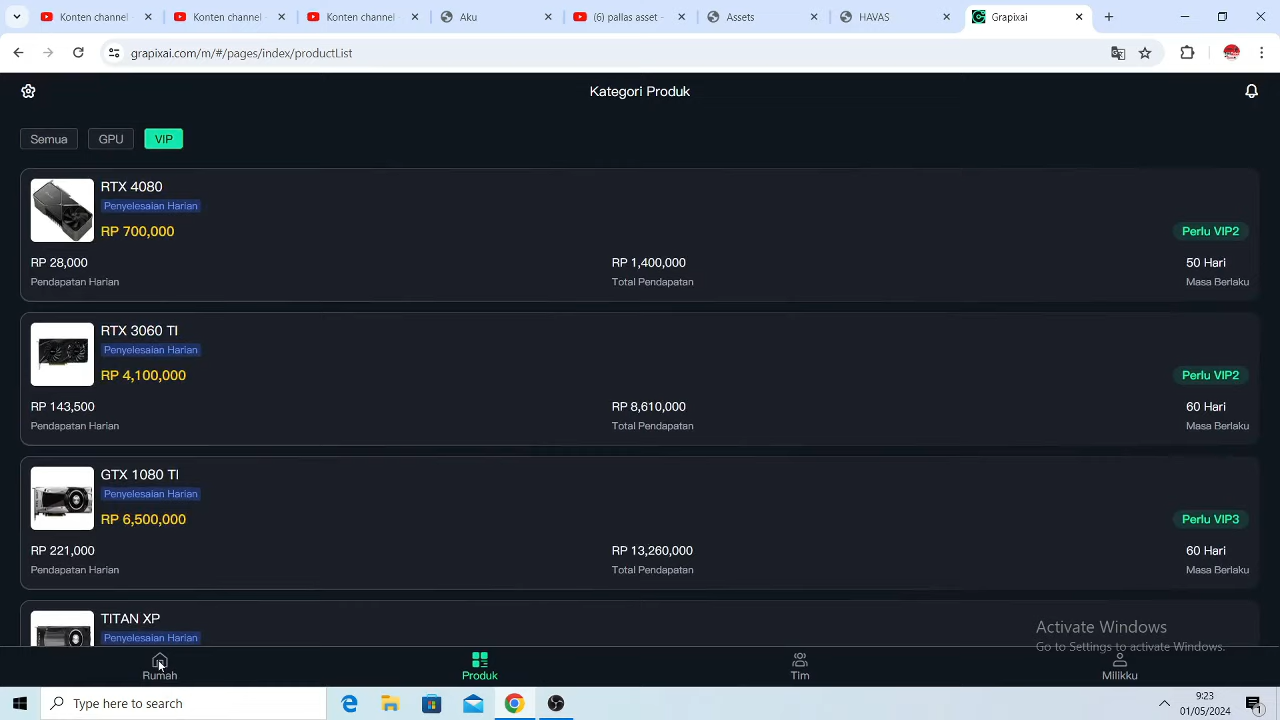 Konten channel
Konten channel
Konten channel
Aku
(6) pallas asset -
Assets
HAVAS
Grapixai
grapixai.com/m/#/pages/index/productList
Kategori Produk
Semua
GPU
VIP
RTX 4080
Penyelesaian Harian
RP 700,000
Perlu VIP2
RP 28,000
RP 1,400,000
50 Hari
Pendapatan Harian
Total Pendapatan
Masa Berlaku
RTX 3060 TI
Penyelesaian Harian
RP 4,100,000
Perlu VIP2
RP 143,500
RP 8,610,000
60 Hari
Pendapatan Harian
Total Pendapatan
Masa Berlaku
GTX 1080 TI
Penyelesaian Harian
RP 6,500,000
Perlu VIP3
RP 221,000
RP 13,260,000
60 Hari
Pendapatan Harian
Total Pendapatan
Masa Berlaku
TITAN XP
Penyelesaian Harian
Activate Windows
Go to Settings to activate Windows.
Rumah
Produk
Tim
Milikku
Type here to search
9:23
01/05/2024
1